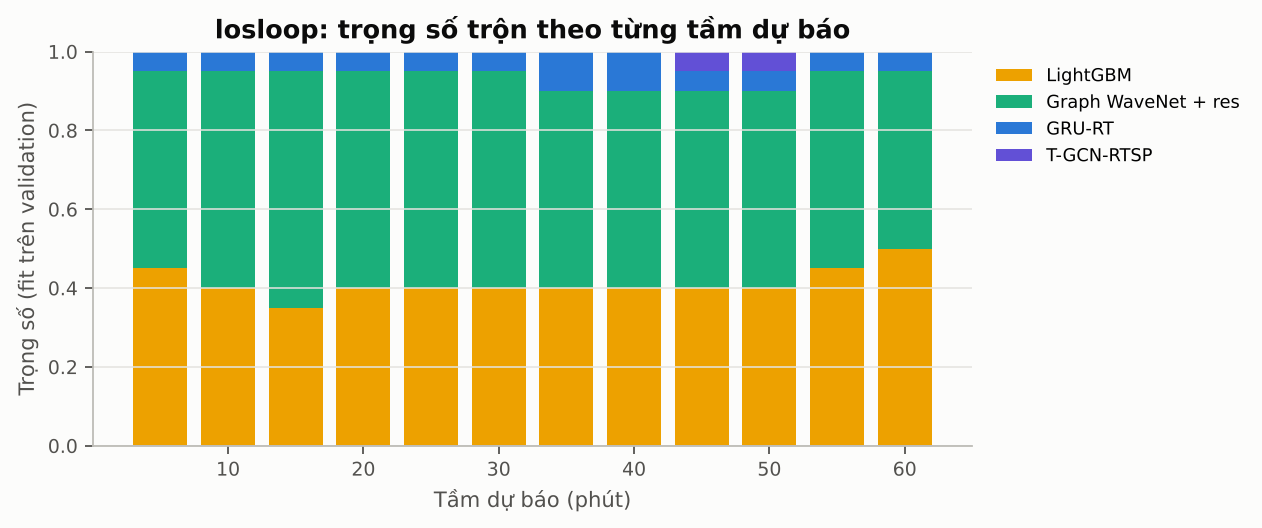 losloop: trọng số trộn theo từng tầm dự báo
Trọng số (fit trên validation)
1.0
0.8
0.6
0.4
0.2
0.0
10 20 30 40 50 60
Tầm dự báo (phút)
LightGBM
Graph WaveNet + res
GRU-RT
T-GCN-RTSP